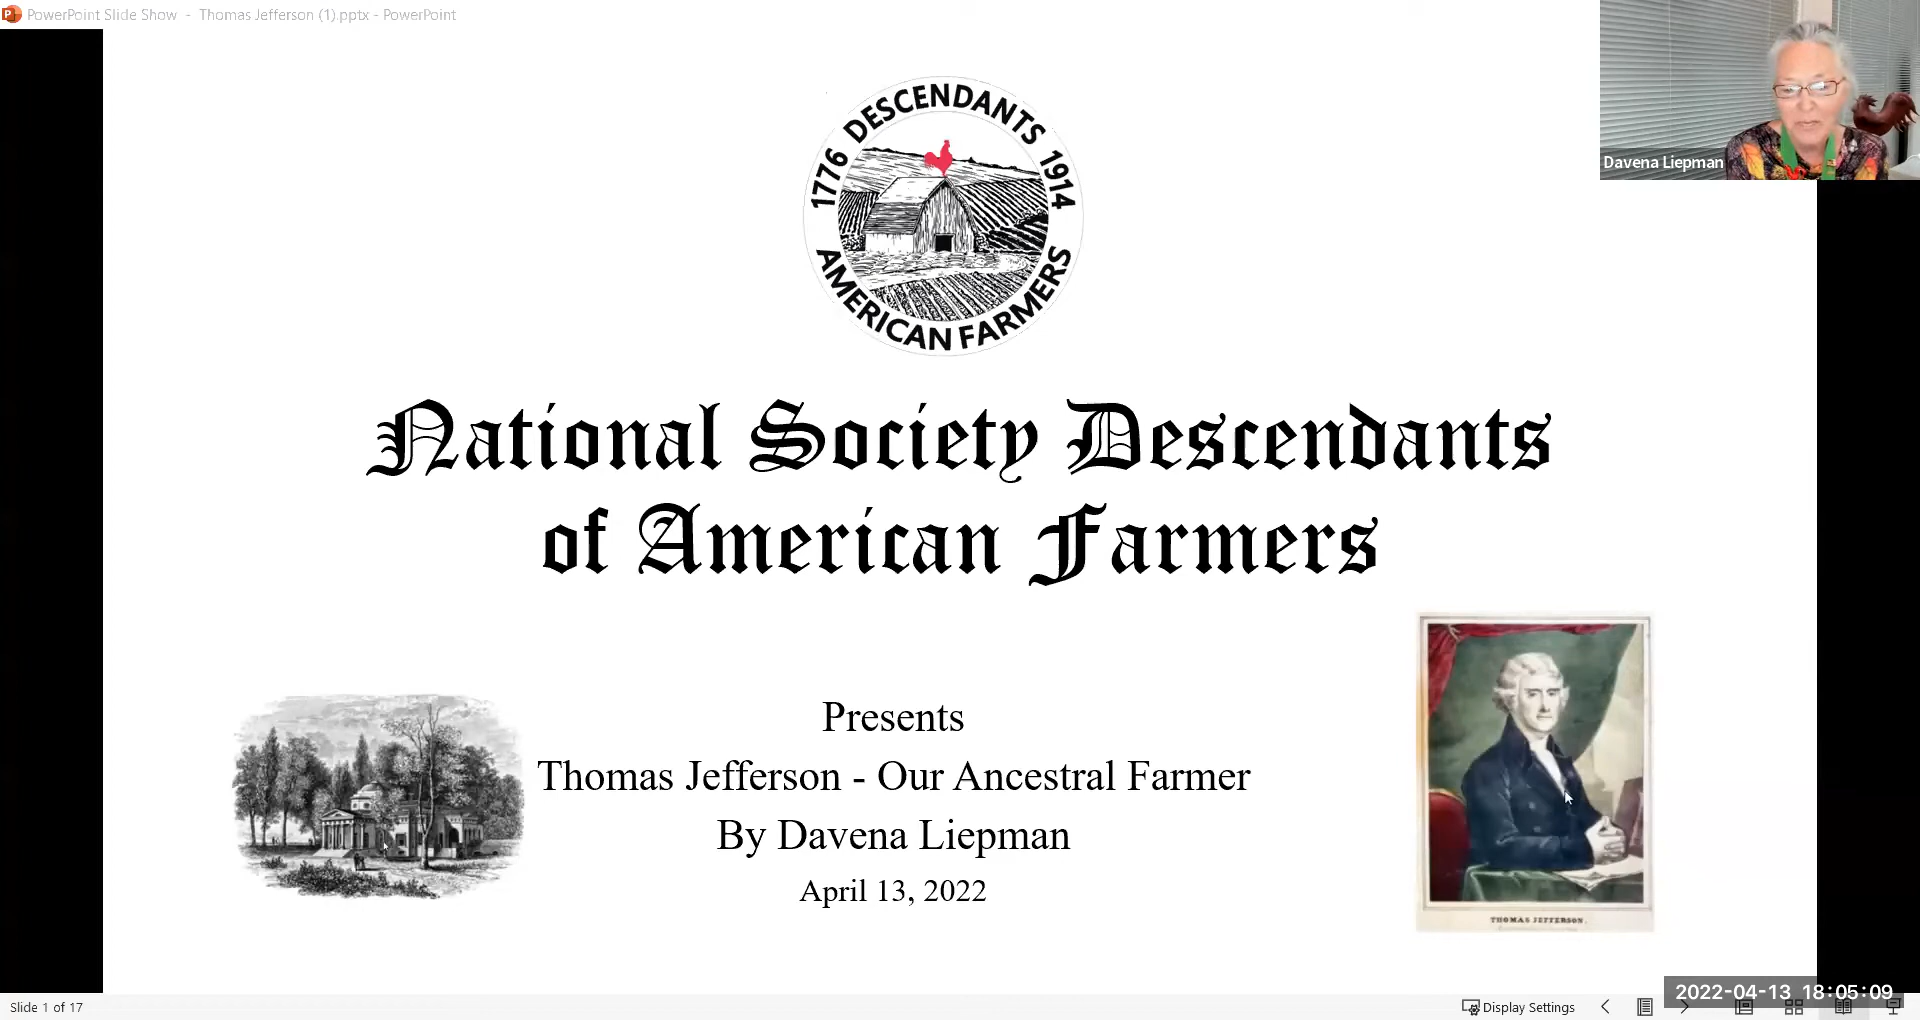 PowerPoint Slide Show - Thomas Jefferson (1).pptx - PowerPoint
Davena Liepman
1776 DESCENDANTS 1914
AMERICAN FARMERS
National Society Descendants
of American Farmers
Presents
Thomas Jefferson - Our Ancestral Farmer
By Davena Liepman
April 13, 2022
THOMAS JEFFERSON.
Slide 1 of 17
Display Settings
2022-04-13 18:05:09